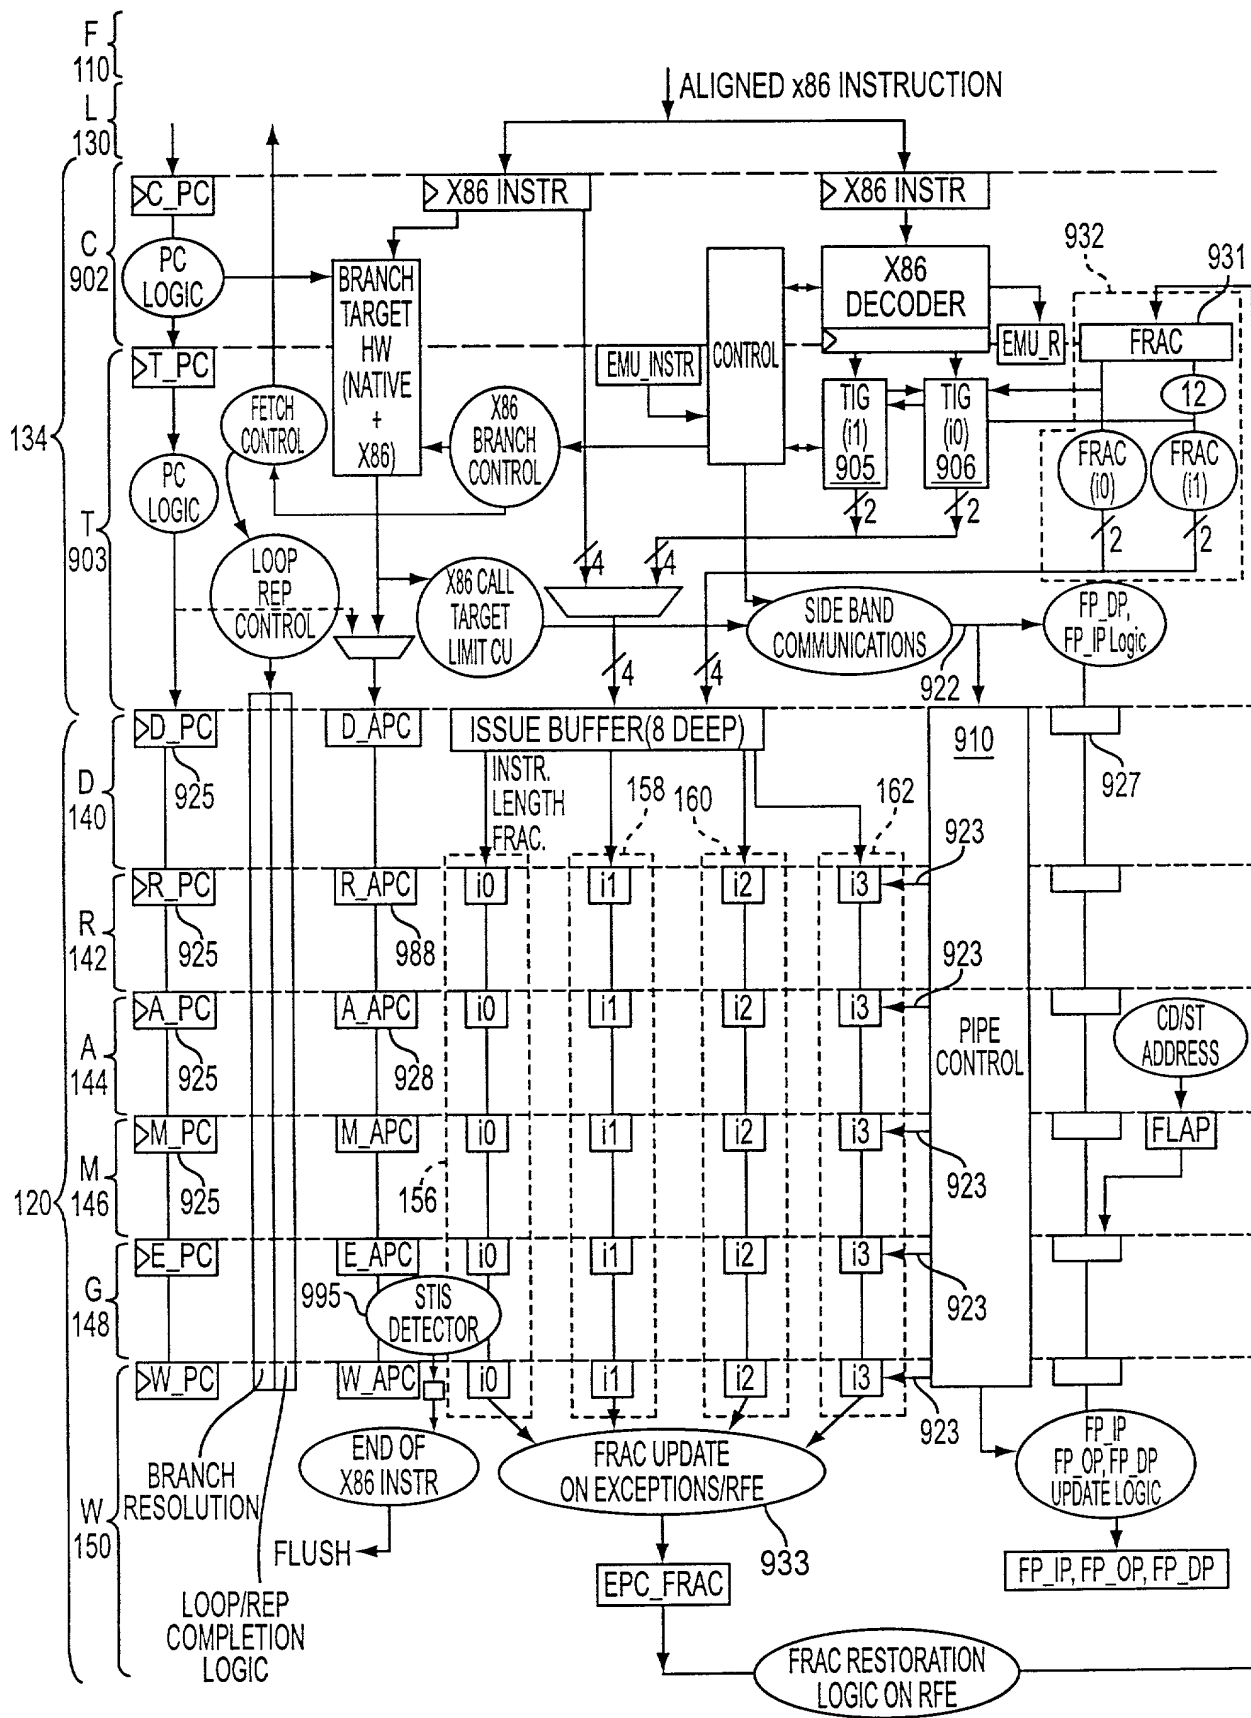 F
110
L
130
ALIGNED x86 INSTRUCTION
C_PC
X86 INSTR
X86 INSTR
C
902
PC
LOGIC
BRANCH
TARGET
HW
(NATIVE
+
X86)
CONTROL
X86
DECODER
932
931
EMU_R
FRAC
T_PC
EMU_INSTR
12
FETCH
CONTROL
X86
BRANCH
CONTROL
TIG
(i1)
905
TIG
(i0)
906
FRAC
(i0)
FRAC
(i1)
134
PC
LOGIC
2
2
2
2
T
903
LOOP
REP
CONTROL
4
4
X86 CALL
TARGET
LIMIT CU
SIDE BAND
COMMUNICATIONS
FP_DP,
FP_IP Logic
4
4
922
D_PC
D_APC
ISSUE BUFFER(8 DEEP)
910
925
927
D
140
INSTR.
LENGTH
FRAC.
158
160
162
923
R_PC
R_APC
i0
i1
i2
i3
R
142
925
988
923
A_PC
A_APC
i0
i1
i2
i3
PIPE
CONTROL
CD/ST
ADDRESS
A
144
925
928
M_PC
M_APC
i0
i1
i2
i3
FLAP
M
146
925
156
923
120
E_PC
E_APC
i0
i1
i2
i3
G
148
995
STIS
DETECTOR
923
W_PC
W_APC
i0
i1
i2
i3
923
BRANCH
RESOLUTION
END OF
X86 INSTR
FRAC UPDATE
ON EXCEPTIONS/RFE
FP_IP
FP_OP, FP_DP
UPDATE LOGIC
W
150
FLUSH
933
EPC_FRAC
FP_IP, FP_OP, FP_DP
LOOP/REP
COMPLETION
LOGIC
FRAC RESTORATION
LOGIC ON RFE